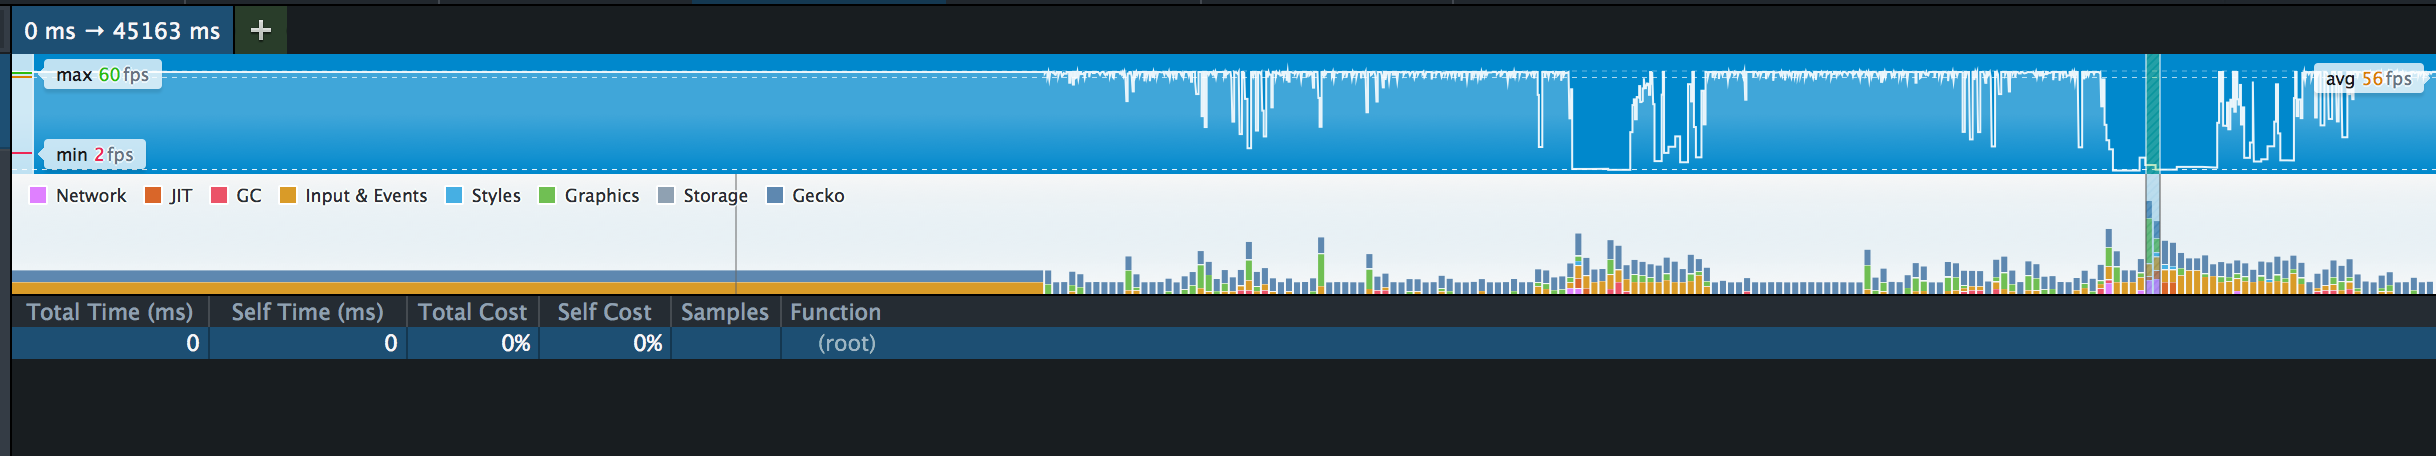 0 ms → 45163 ms +
max 60 fps
avg 56 fps
min 2 fps
Network JIT GC Input & Events Styles Graphics Storage Gecko
Total Time (ms) Self Time (ms) Total Cost Self Cost Samples Function
0 0 0% 0% (root)